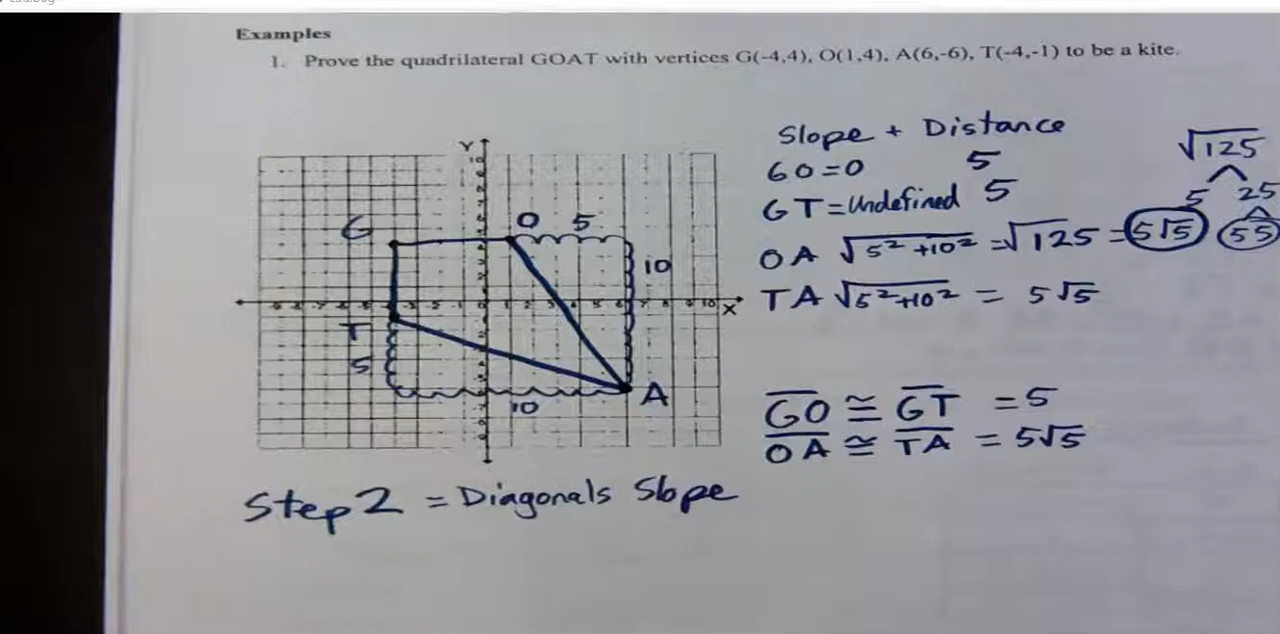 Examples
1. Prove the quadrilateral GOAT with vertices G(-4,4), O(1,4), A(6,-6), T(-4,-1) to be a kite.
Slope + Distance
GO=0 5
GT=Undefined 5
OA √5²+10² =√125 =5√5
TA √5²+10² = 5√5
√125
5 25
5 5
Y
G
O 5
10
X
T
5
10
A
GO ≅ GT = 5
OA ≅ TA = 5√5
Step 2 = Diagonals Slope